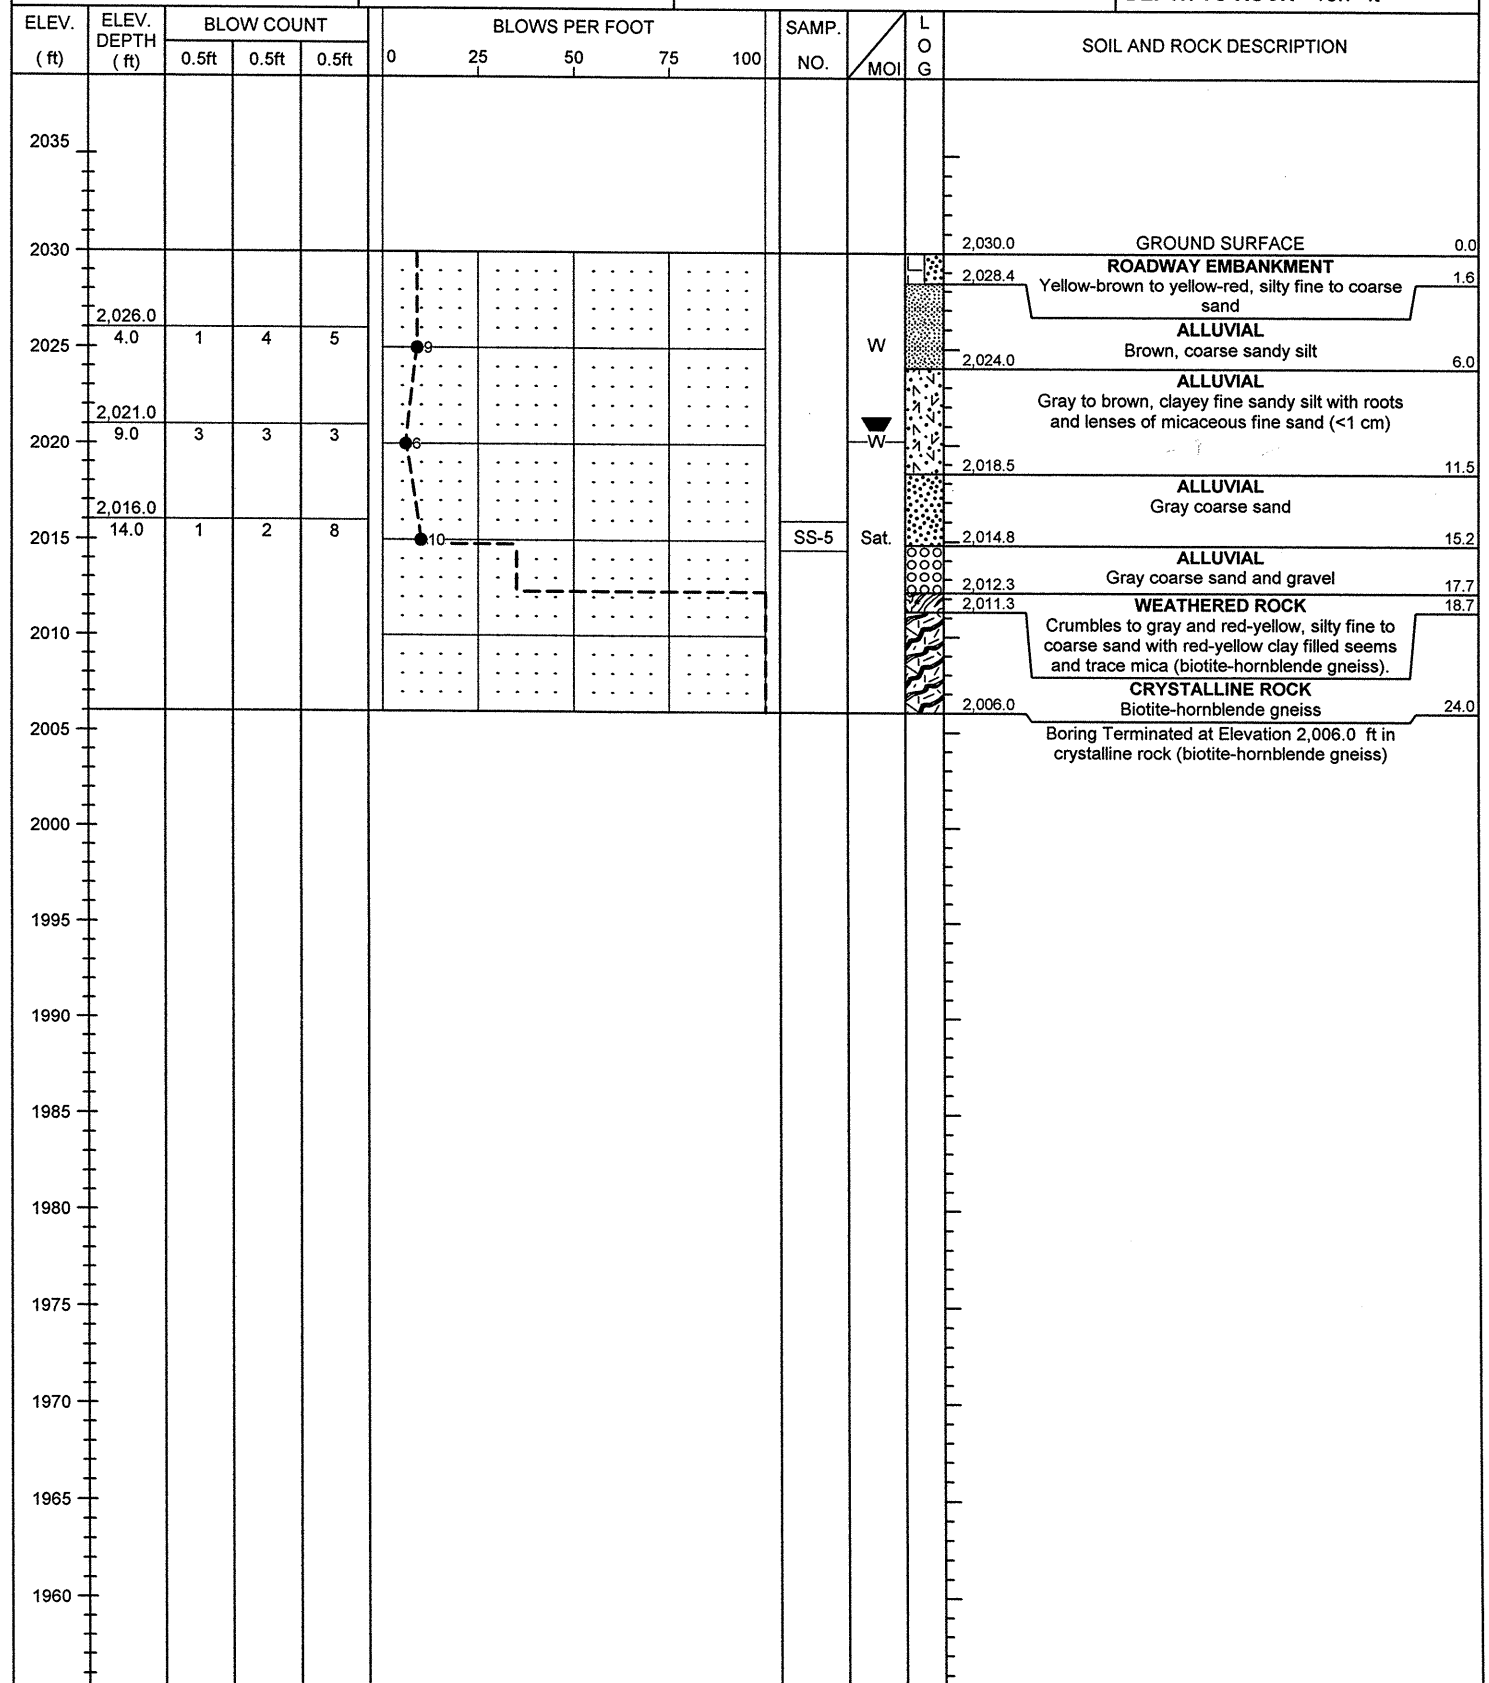 ELEV. ELEV. BLOW COUNT BLOWS PER FOOT SAMP. L SOIL AND ROCK DESCRIPTION
(ft) DEPTH (ft) 0.5ft 0.5ft 0.5ft 0 25 50 75 100 NO. MOI O G
2035
2030 2,030.0 GROUND SURFACE 0.0
ROADWAY EMBANKMENT
2,028.4 1.6
Yellow-brown to yellow-red, silty fine to coarse
sand
2,026.0
4.0 1 4 5
ALLUVIAL
2025 9 W Brown, coarse sandy silt
2,024.0 6.0
ALLUVIAL
Gray to brown, clayey fine sandy silt with roots
and lenses of micaceous fine sand (<1 cm)
2,021.0
9.0 3 3 3
2020 6 W
2,018.5 11.5
ALLUVIAL
Gray coarse sand
2,016.0
14.0 1 2 8
2015 10 SS-5 Sat.
2,014.8 15.2
ALLUVIAL
Gray coarse sand and gravel
2,012.3 17.7
2,011.3 WEATHERED ROCK 18.7
Crumbles to gray and red-yellow, silty fine to
coarse sand with red-yellow clay filled seems
and trace mica (biotite-hornblende gneiss).
2010
CRYSTALLINE ROCK
2,006.0 Biotite-hornblende gneiss 24.0
2005
Boring Terminated at Elevation 2,006.0 ft in
crystalline rock (biotite-hornblende gneiss)
2000
1995
1990
1985
1980
1975
1970
1965
1960